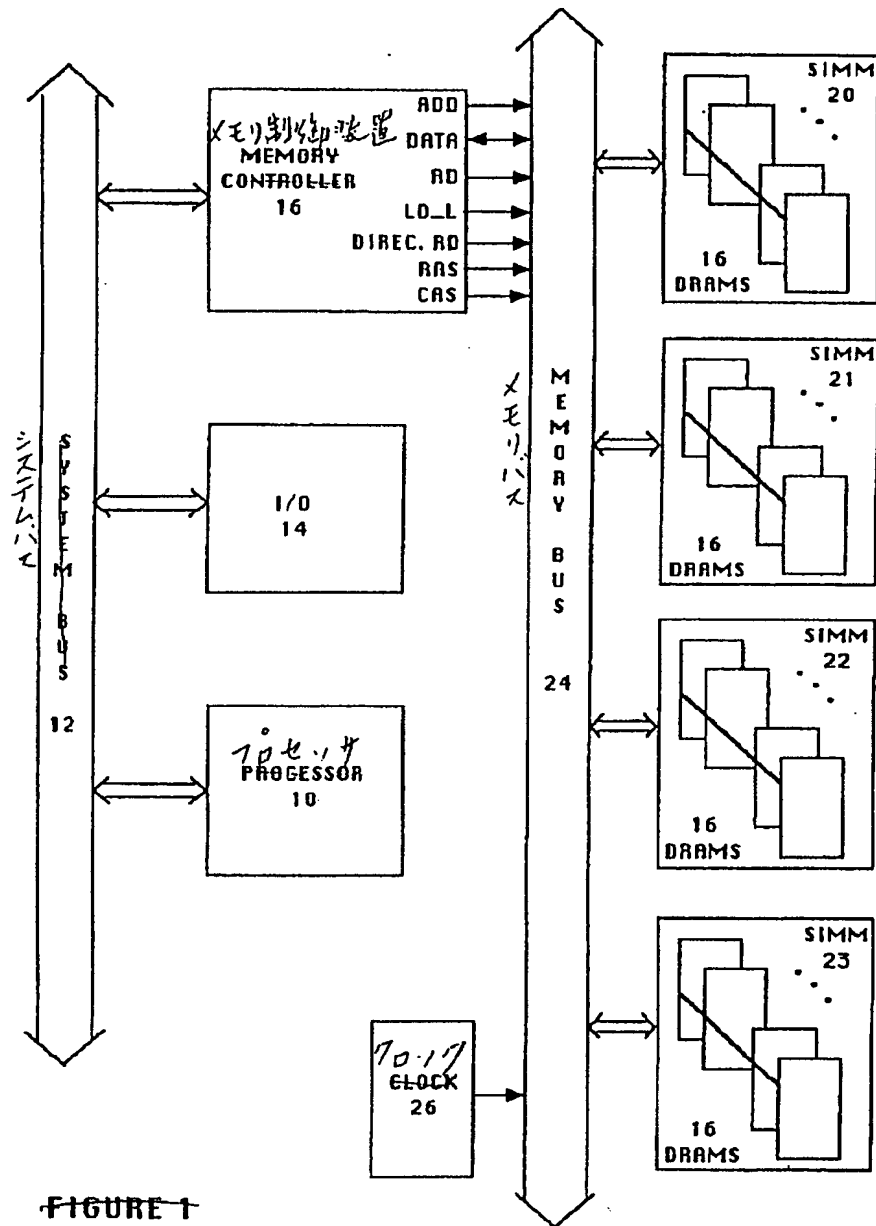 メモリ制御装置
MEMORY
CONTROLLER
16
ADD
DATA
RD
LD_L
DIREC. RD
RAS
CAS
システムバス
SYSTEM BUS
12
I/O
14
プロセッサ
PROCESSOR
10
メモリバス
MEMORY BUS
24
クロック
CLOCK
26
SIMM
20
16
DRAMS
SIMM
21
16
DRAMS
SIMM
22
16
DRAMS
SIMM
23
16
DRAMS
FIGURE 1